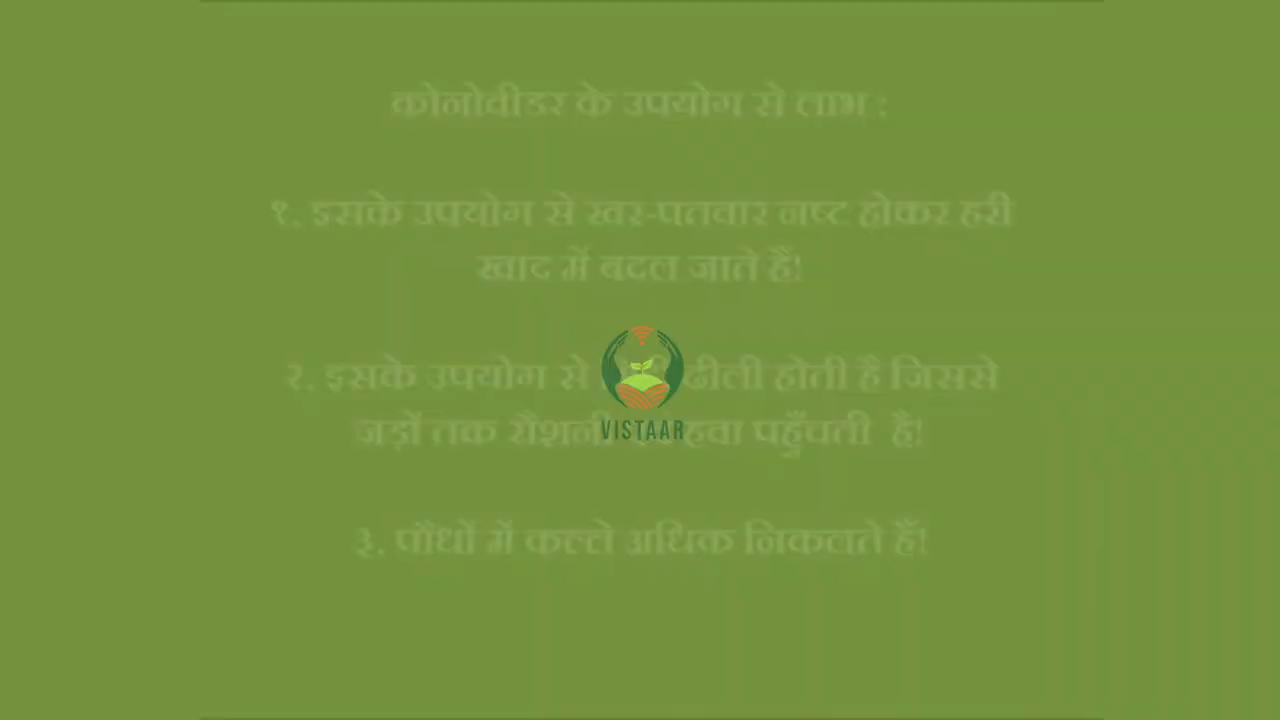 कोनोवीडर के उपयोग से लाभ :
१. इसके उपयोग से खर-पतवार नष्ट होकर हरी
खाद में बदल जाते हैं!
२. इसके उपयोग से ढीली होती है जिससे
जड़ों तक रौशनी हवा पहुँचती है!
३. पौंधों में कल्ले अधिक निकलते हैं!
VISTAAR